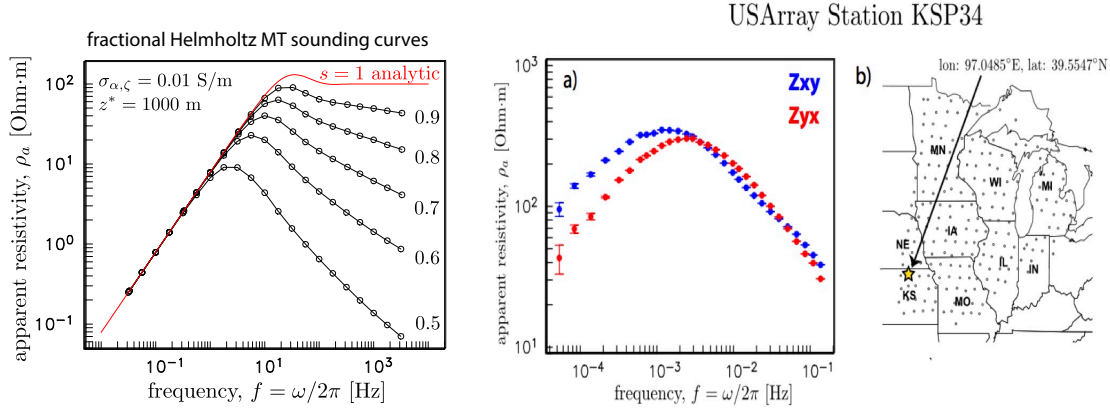 USArray Station KSP34
fractional Helmholtz MT sounding curves
σα,ζ = 0.01 S/m
z* = 1000 m
s = 1 analytic
0.9
0.8
0.7
0.6
0.5
10²
10¹
10⁰
10⁻¹
apparent resistivity, ρa [Ohm·m]
10⁻¹
10¹
10³
frequency, f = ω/2π [Hz]
a)
Zxy
Zyx
10³
10²
10¹
apparent resistivity, ρa [Ohm·m]
10⁻⁴
10⁻³
10⁻²
10⁻¹
frequency, f = ω/2π [Hz]
b)
lon: 97.0485°E, lat: 39.5547°N
MN
WI
MI
IA
NE
IL
IN
KS
MO